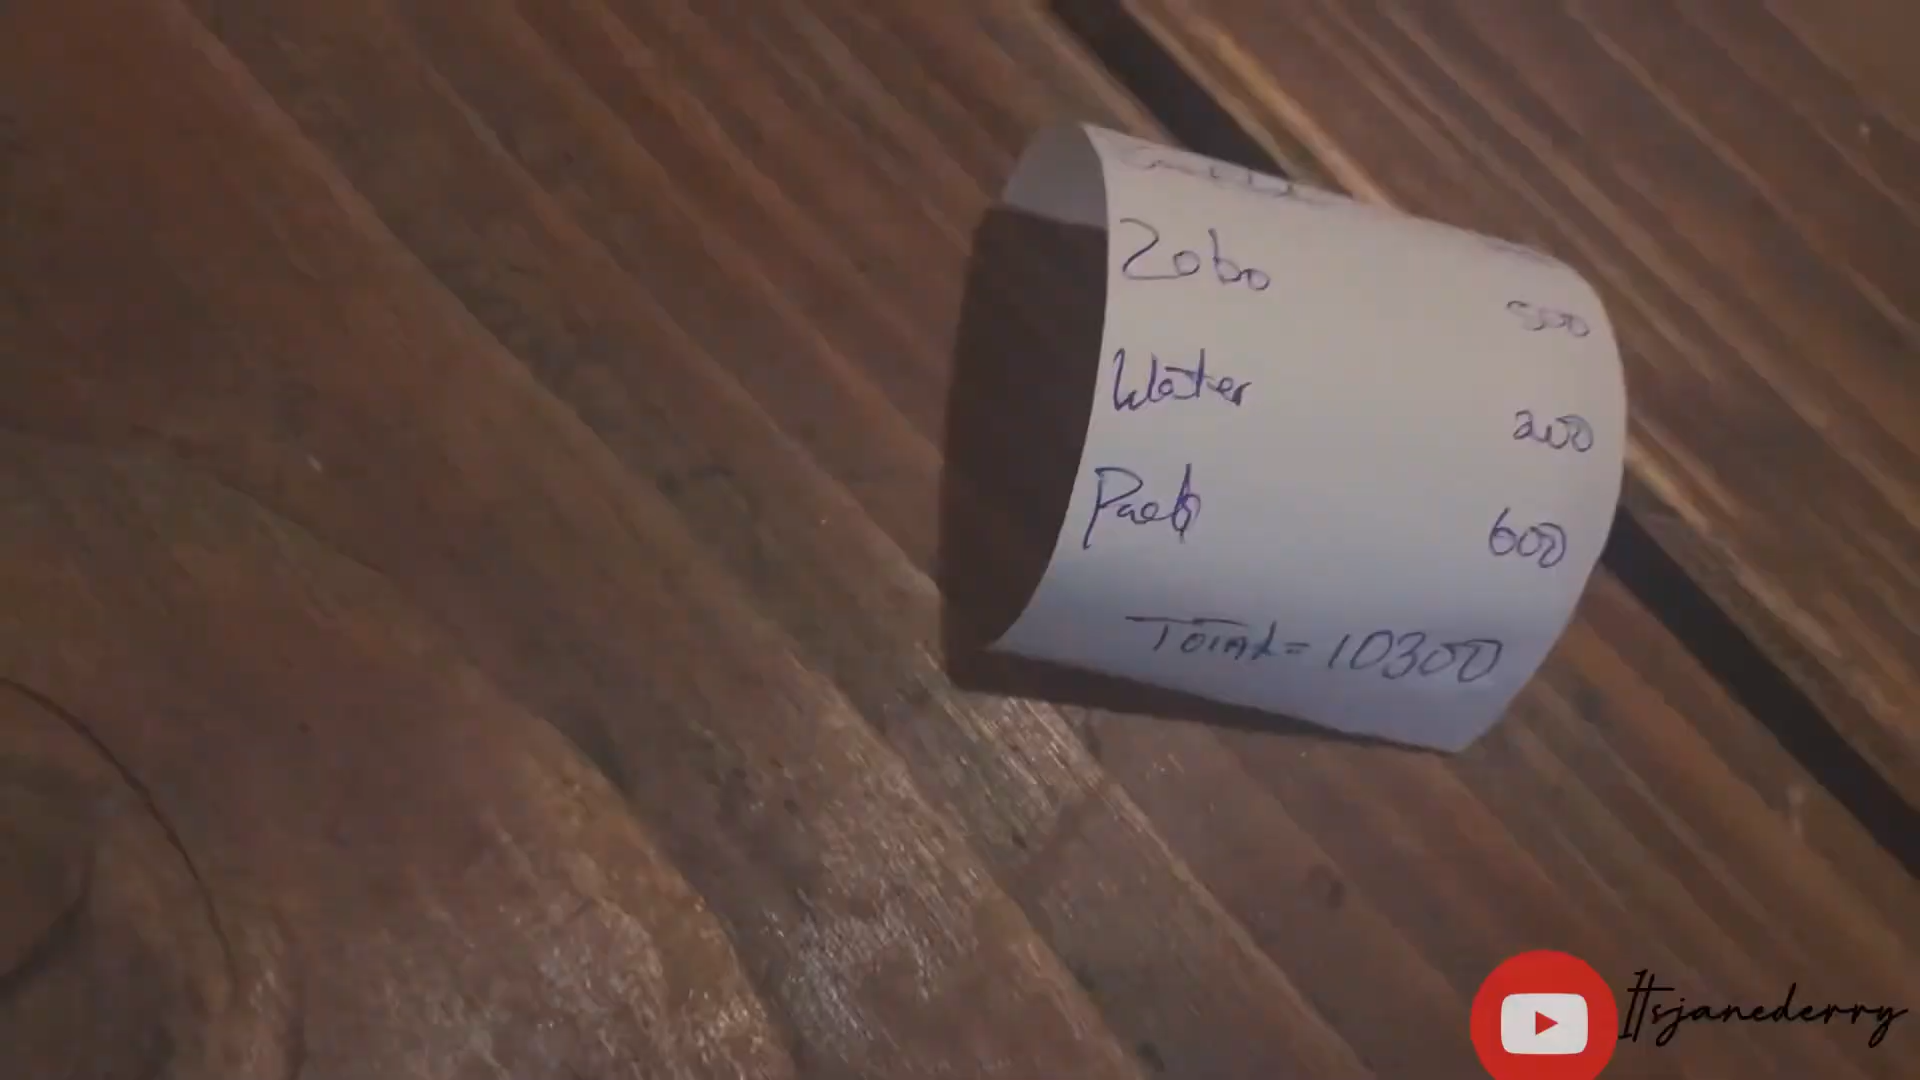 Zobo 500
Water 200
Pack 600
Total = 10300
Itsjanederry